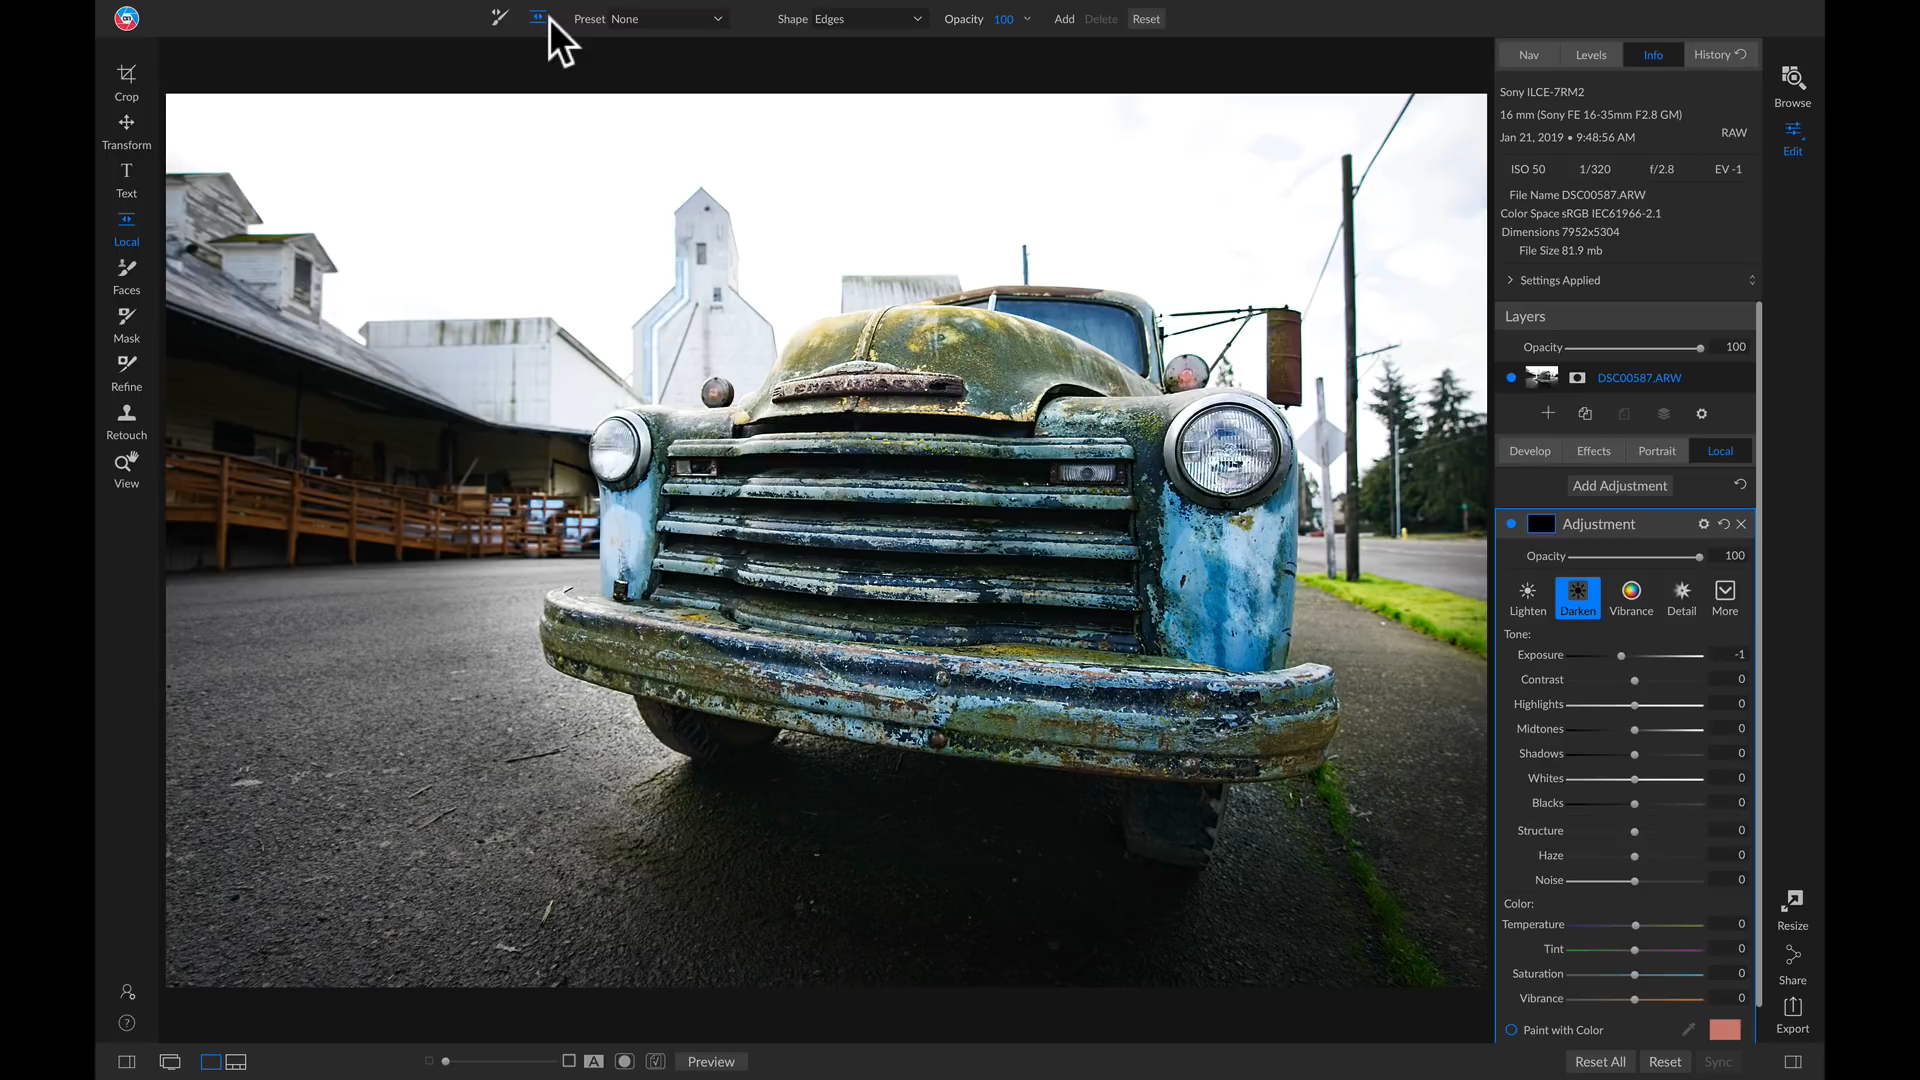 on
Preset None
Shape Edges
Opacity 100
Add
Delete
Reset
Crop
Transform
Text
Local
Faces
Mask
Refine
Retouch
View
?
Nav
Levels
Info
History
Sony ILCE-7RM2
16 mm (Sony FE 16-35mm F2.8 GM)
Jan 21, 2019 • 9:48:56 AM
RAW
ISO 50
1/320
f/2.8
EV -1
File Name DSC00587.ARW
Color Space sRGB IEC61966-2.1
Dimensions 7952x5304
File Size 81.9 mb
Settings Applied
Layers
Opacity 100
DSC00587.ARW
Develop
Effects
Portrait
Local
Add Adjustment
Adjustment
Opacity 100
Lighten
Darken
Vibrance
Detail
More
Tone:
Exposure -1
Contrast 0
Highlights 0
Midtones 0
Shadows 0
Whites 0
Blacks 0
Structure 0
Haze 0
Noise 0
Color:
Temperature 0
Tint 0
Saturation 0
Vibrance 0
Paint with Color
Browse
Edit
Resize
Share
Export
A
Preview
Reset All
Reset
Sync